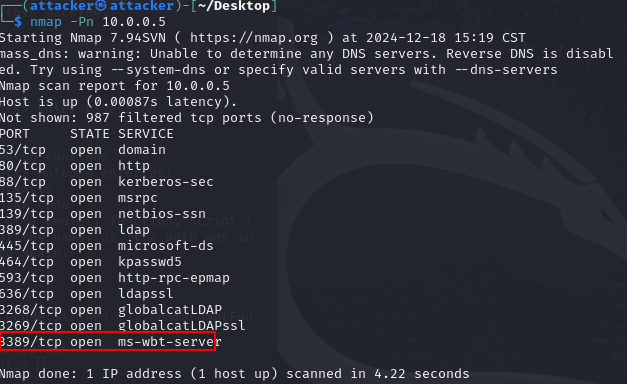 (attacker㉿attacker)-[~/Desktop]
$ nmap -Pn 10.0.0.5
Starting Nmap 7.94SVN ( https://nmap.org ) at 2024-12-18 15:19 CST
mass_dns: warning: Unable to determine any DNS servers. Reverse DNS is disabl
ed. Try using --system-dns or specify valid servers with --dns-servers
Nmap scan report for 10.0.0.5
Host is up (0.00087s latency).
Not shown: 987 filtered tcp ports (no-response)
PORT     STATE SERVICE
53/tcp   open  domain
80/tcp   open  http
88/tcp   open  kerberos-sec
135/tcp  open  msrpc
139/tcp  open  netbios-ssn
389/tcp  open  ldap
445/tcp  open  microsoft-ds
464/tcp  open  kpasswd5
593/tcp  open  http-rpc-epmap
636/tcp  open  ldapssl
3268/tcp open  globalcatLDAP
3269/tcp open  globalcatLDAPssl
3389/tcp open  ms-wbt-server
Nmap done: 1 IP address (1 host up) scanned in 4.22 seconds